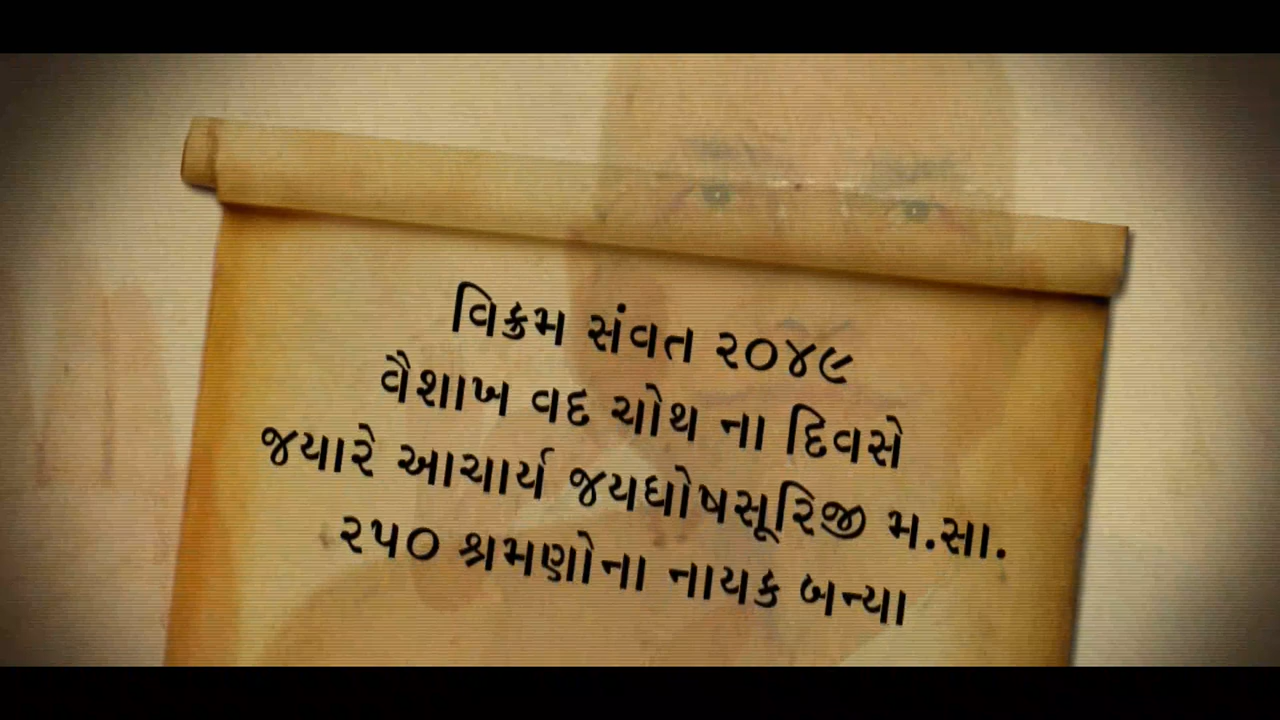 વિક્રમ સંવત ૨૦૪૯
વૈશાખ વદ ચોથ ના દિવસે
જયારે આચાર્ય જયઘોષસૂરિજી મ.સા.
૨૫૦ શ્રમણોના નાયક બન્યા